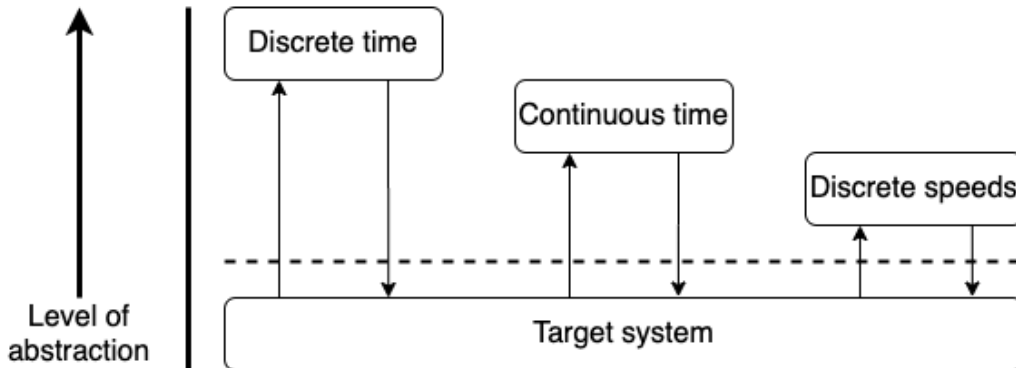 Discrete time
Continuous time
Discrete speeds
Level of
abstraction
Target system